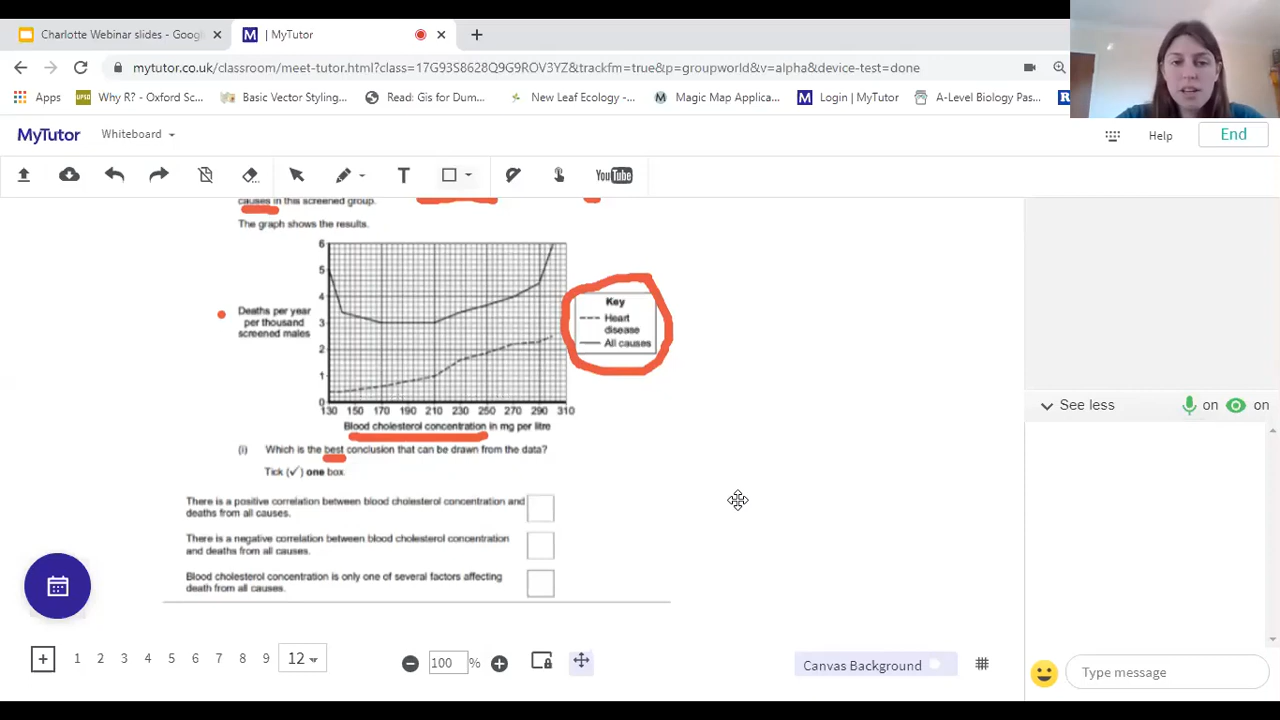 Charlotte Webinar slides - Goog
| MyTutor
mytutor.co.uk/classroom/meet-tutor.html?class=17G93S8628Q9G9ROV3YZ&trackfm=true&p=groupworld&v=alpha&device-test=done
Apps
Why R? - Oxford Sc...
Basic Vector Styling...
Read: Gis for Dum...
New Leaf Ecology -...
Magic Map Applica...
M Login | MyTutor
A-Level Biology Pas...
MyTutor
Whiteboard
Help
End
T
YouTube
causes in this screened group.
The graph shows the results.
6
5
4
3
2
1
0
Deaths per year
per thousand
screened males
Key
Heart
disease
All causes
130 150 170 190 210 230 250 270 290 310
Blood cholesterol concentration in mg per litre
(i) Which is the best conclusion that can be drawn from the data?
Tick (✓) one box.
There is a positive correlation between blood cholesterol concentration and
deaths from all causes.
There is a negative correlation between blood cholesterol concentration
and deaths from all causes.
Blood cholesterol concentration is only one of several factors affecting
death from all causes.
See less
on
on
+ 1 2 3 4 5 6 7 8 9 12
100 %
Canvas Background
Type message